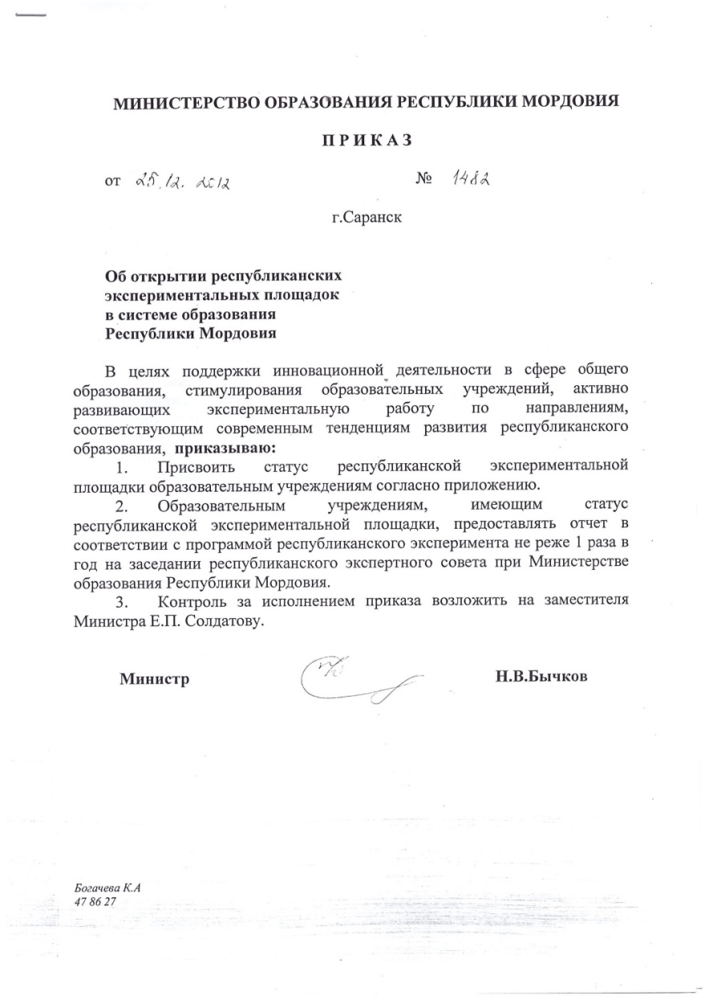 МИНИСТЕРСТВО ОБРАЗОВАНИЯ РЕСПУБЛИКИ МОРДОВИЯ
П Р И К А З
от 25.12.2012 № 1482
г.Саранск
Об открытии республиканских
экспериментальных площадок
в системе образования
Республики Мордовия
В целях поддержки инновационной деятельности в сфере общего
образования, стимулирования образовательных учреждений, активно
развивающих экспериментальную работу по направлениям,
соответствующим современным тенденциям развития республиканского
образования, приказываю:
1. Присвоить статус республиканской экспериментальной
площадки образовательным учреждениям согласно приложению.
2. Образовательным учреждениям, имеющим статус
республиканской экспериментальной площадки, предоставлять отчет в
соответствии с программой республиканского эксперимента не реже 1 раза в
год на заседании республиканского экспертного совета при Министерстве
образования Республики Мордовия.
3. Контроль за исполнением приказа возложить на заместителя
Министра Е.П. Солдатову.
Министр Н.В.Бычков
Богачева К.А
47 86 27